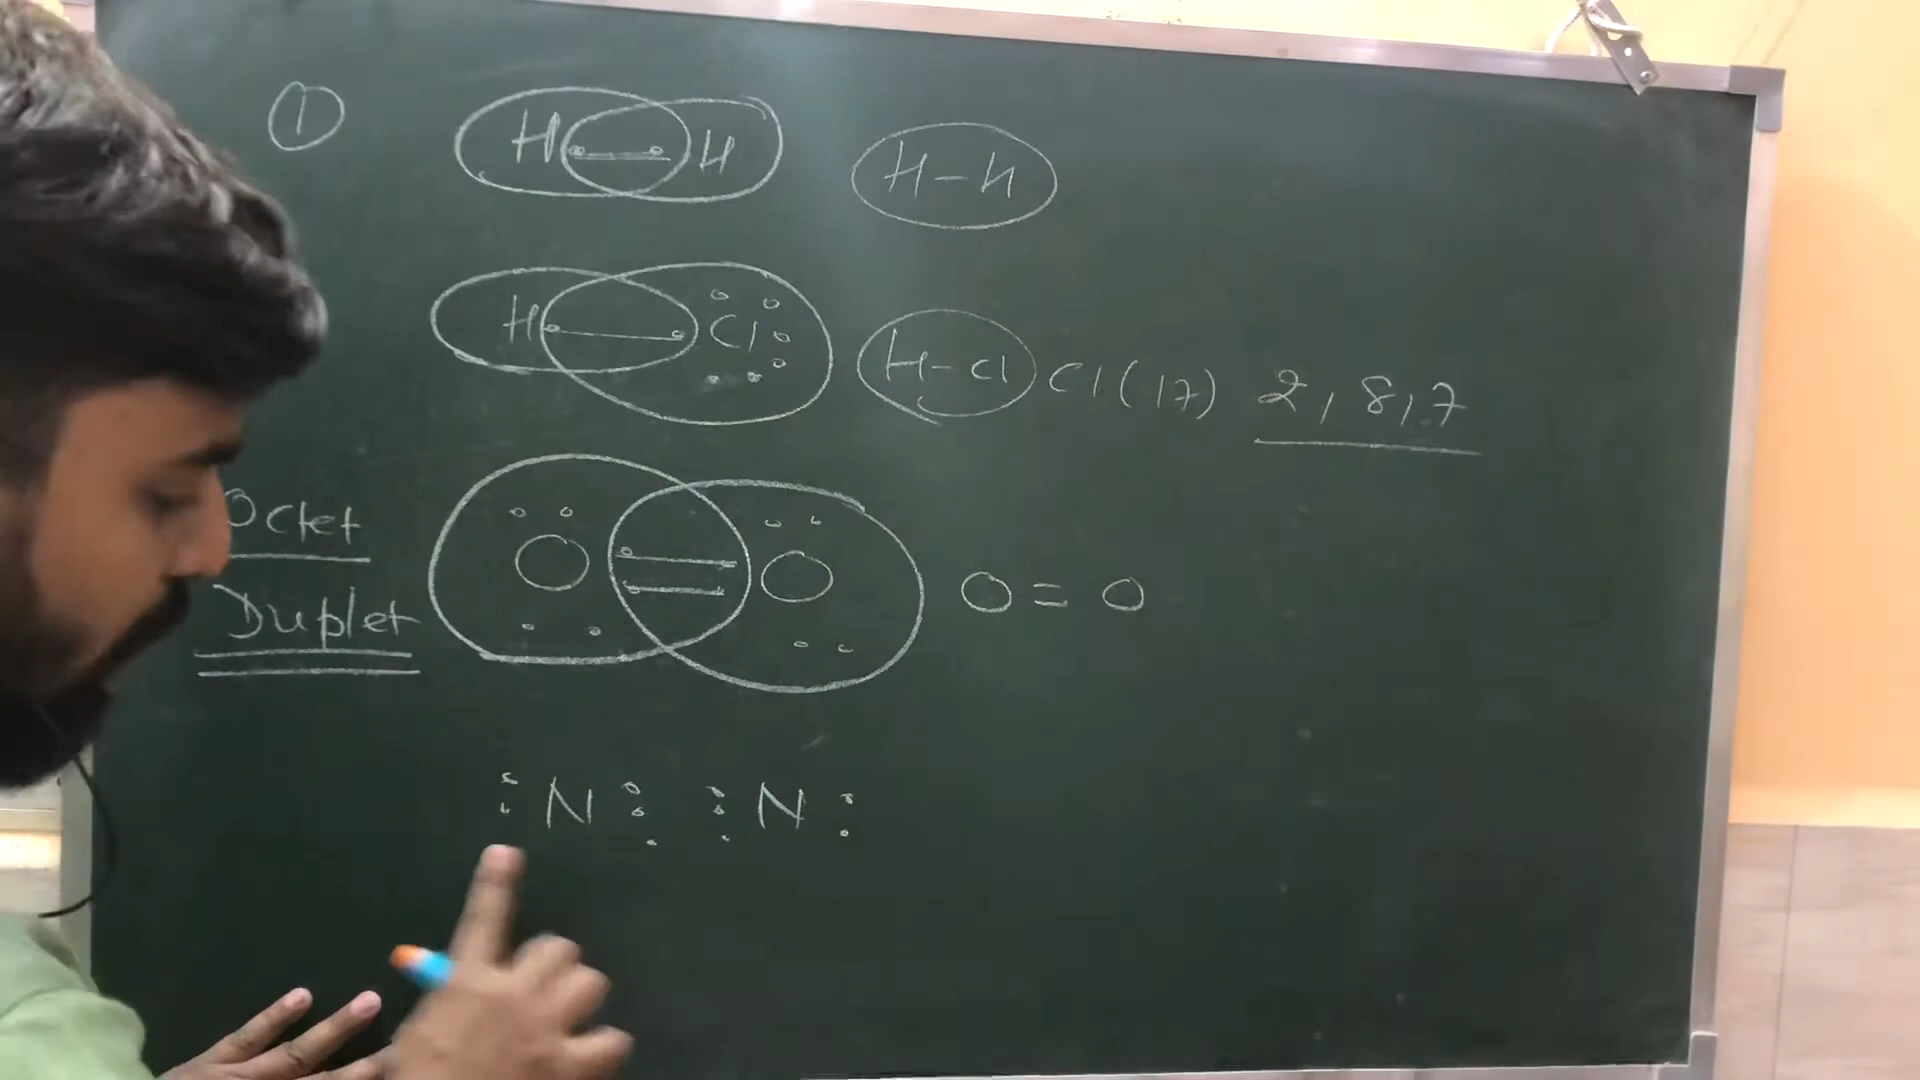 ①
H H H-H
H Cl H-Cl Cl(17) 2,8,7
Octet
O O O=O
Duplet
N N